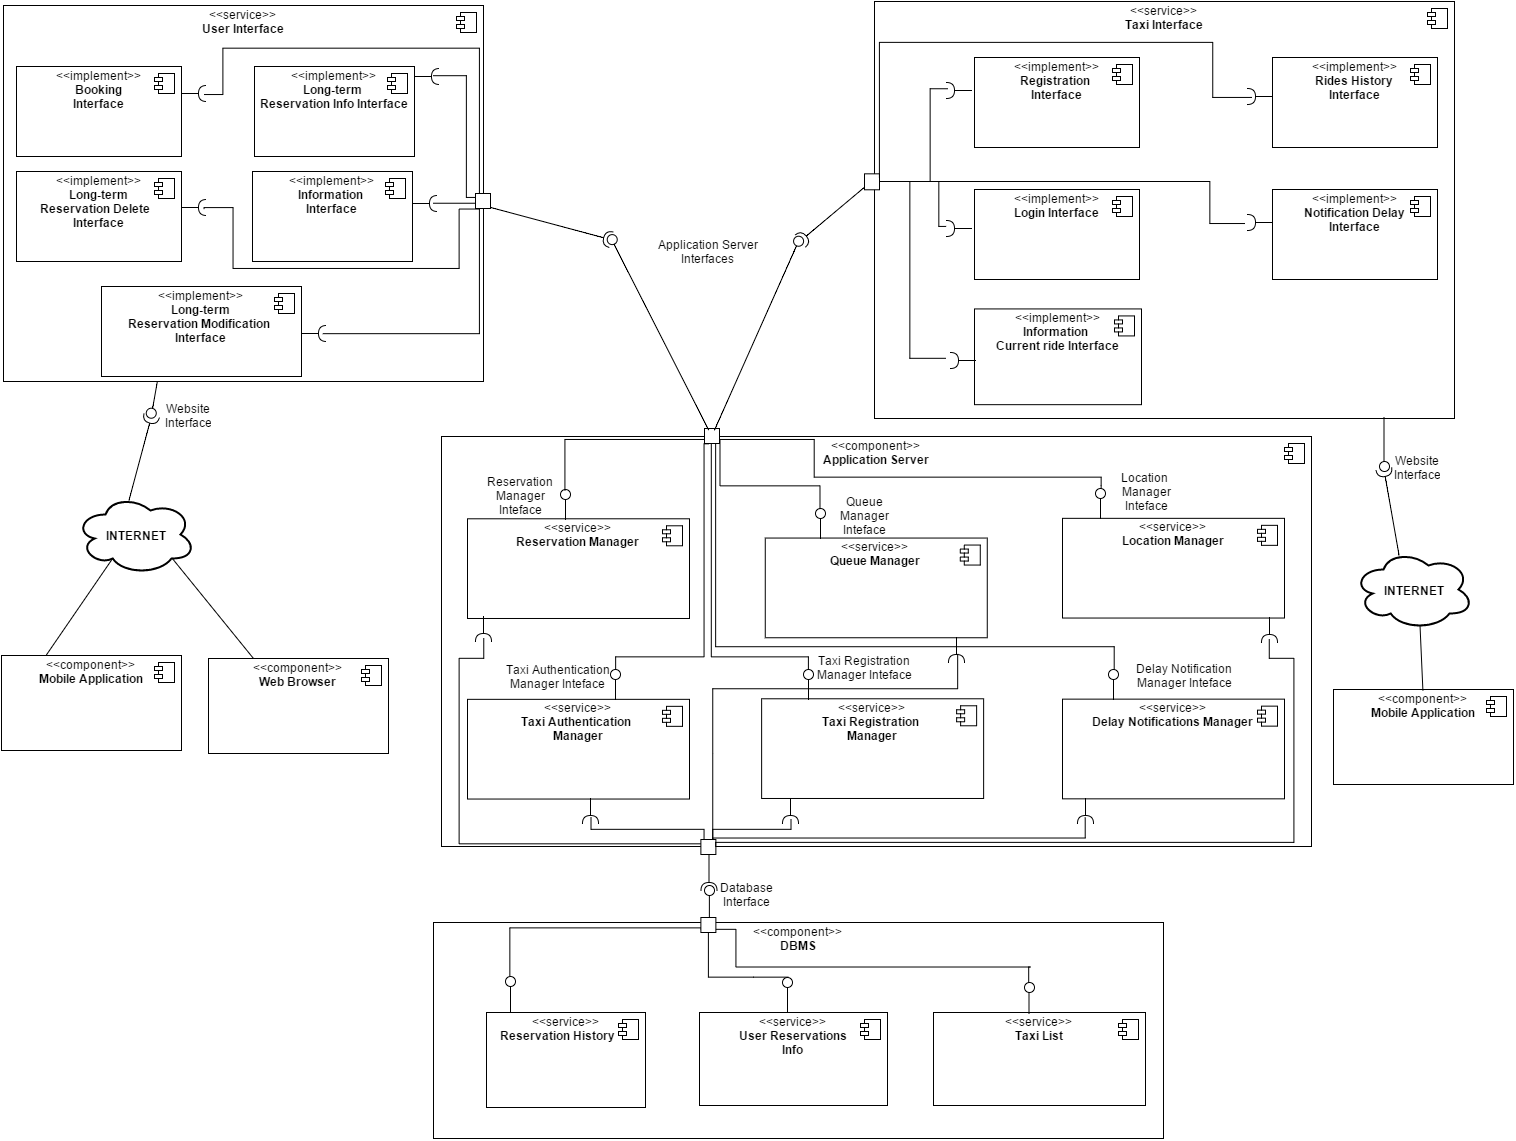 <<service>>
User Interface
<<implement>>
Booking
Interface
<<implement>>
Long-term
Reservation Info Interface
<<implement>>
Long-term
Reservation Delete
Interface
<<implement>>
Information
Interface
<<implement>>
Long-term
Reservation Modification
Interface
<<service>>
Taxi Interface
<<implement>>
Registration
Interface
<<implement>>
Rides History
Interface
<<implement>>
Login Interface
<<implement>>
Notification Delay
Interface
<<implement>>
Information
Current ride Interface
Application Server
Interfaces
Website
Interface
INTERNET
<<component>>
Mobile Application
<<component>>
Web Browser
Website
Interface
INTERNET
<<component>>
Mobile Application
<<component>>
Application Server
Reservation
Manager
Inteface
<<service>>
Reservation Manager
Queue
Manager
Inteface
<<service>>
Queue Manager
Location
Manager
Inteface
<<service>>
Location Manager
Taxi Authentication
Manager Inteface
<<service>>
Taxi Authentication
Manager
Taxi Registration
Manager Inteface
<<service>>
Taxi Registration
Manager
Delay Notification
Manager Inteface
<<service>>
Delay Notifications Manager
Database
Interface
<<component>>
DBMS
<<service>>
Reservation History
<<service>>
User Reservations
Info
<<service>>
Taxi List